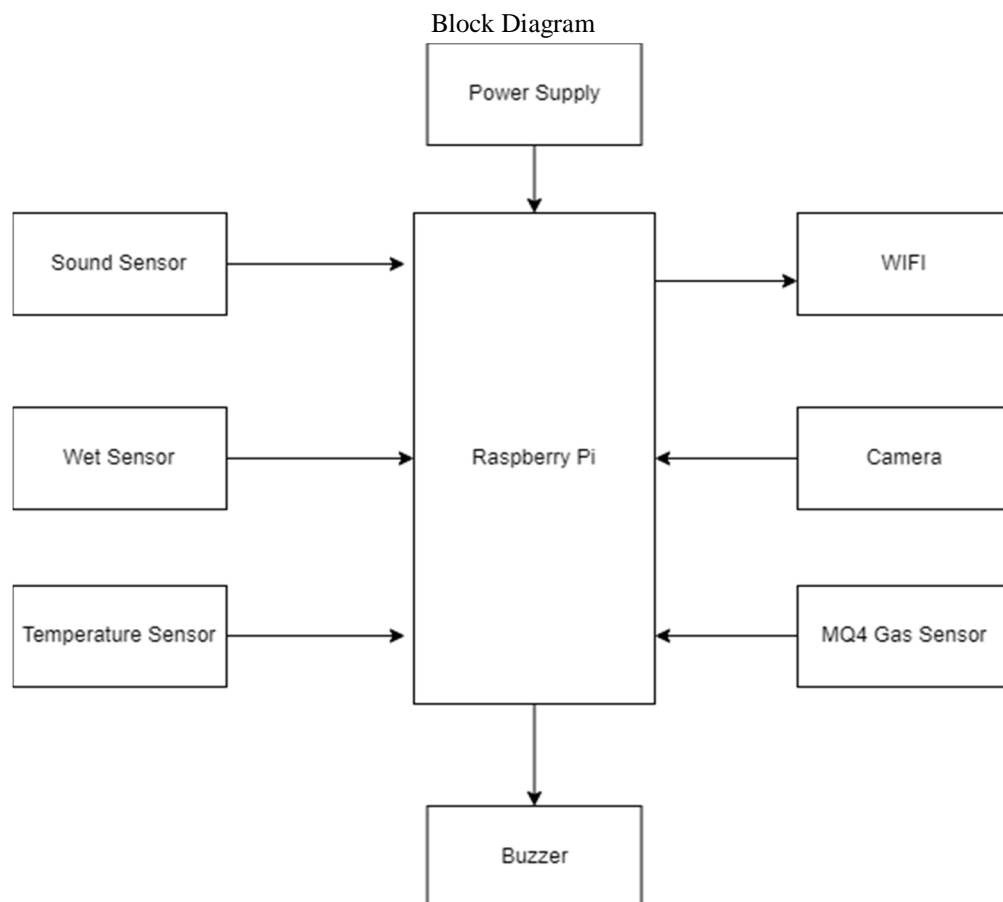 Block Diagram
Power Supply
Sound Sensor
WIFI
Wet Sensor
Raspberry Pi
Camera
Temperature Sensor
MQ4 Gas Sensor
Buzzer